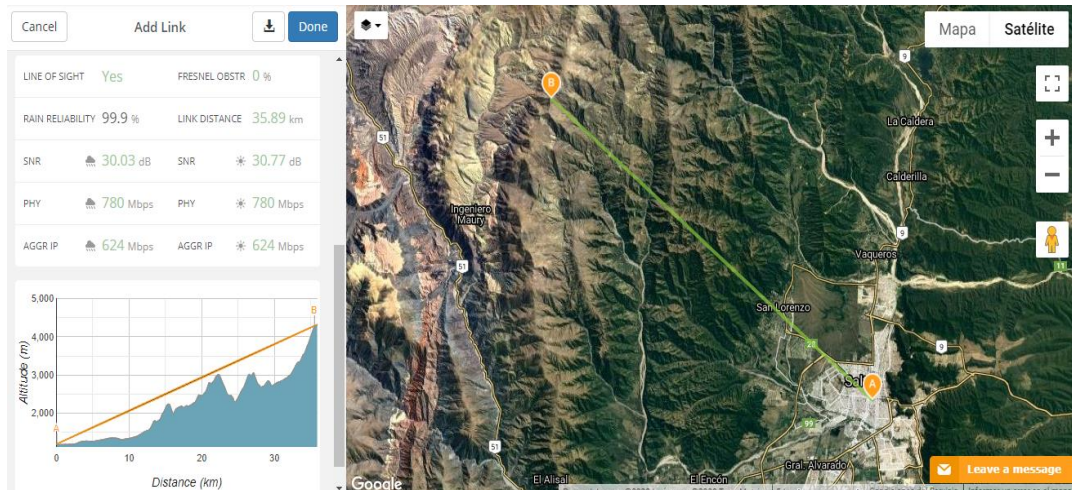 Cancel
Add Link
Done
LINE OF SIGHT Yes FRESNEL OBSTR 0 %
RAIN RELIABILITY 99.9 % LINK DISTANCE 35.89 km
SNR 30.03 dB SNR 30.77 dB
PHY 780 Mbps PHY 780 Mbps
AGGR IP 624 Mbps AGGR IP 624 Mbps
5,000
4,000
3,000
2,000
Altitude (m)
A
B
0 10 20 30
Distance (km)
Mapa Satélite
B
9
La Caldera
51
Calderilla
Ingeniero
Maury
9
Vaqueros
51
11
San Lorenzo
28
9
Sal
A
99
51
Gral. Alvarado
El Alisal
El Encón
Google
Leave a message